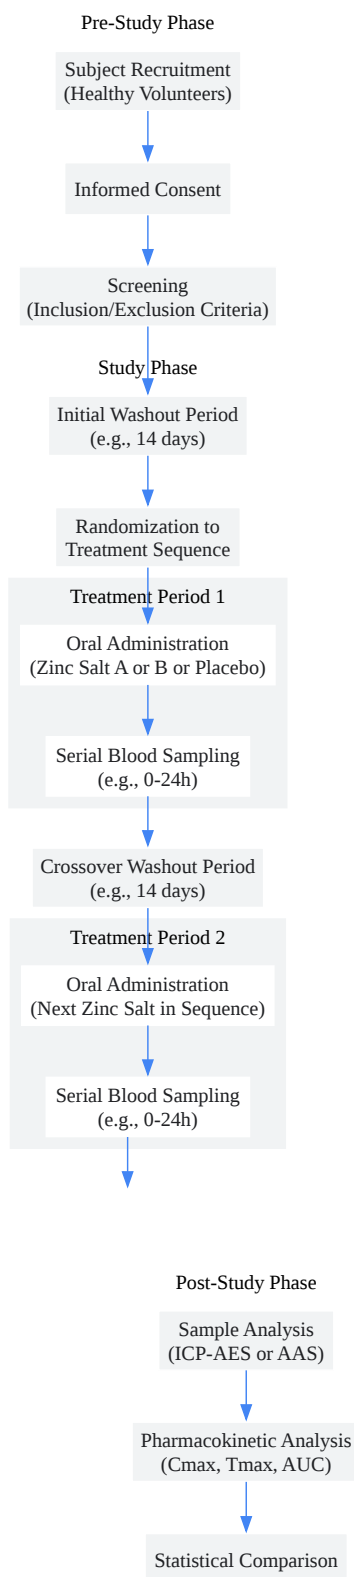 Pre-Study Phase
Subject Recruitment
(Healthy Volunteers)
Informed Consent
Screening
(Inclusion/Exclusion Criteria)
Study Phase
Initial Washout Period
(e.g., 14 days)
Randomization to
Treatment Sequence
Treatment Period 1
Oral Administration
(Zinc Salt A or B or Placebo)
Serial Blood Sampling
(e.g., 0-24h)
Crossover Washout Period
(e.g., 14 days)
Treatment Period 2
Oral Administration
(Next Zinc Salt in Sequence)
Serial Blood Sampling
(e.g., 0-24h)
Post-Study Phase
Sample Analysis
(ICP-AES or AAS)
Pharmacokinetic Analysis
(Cmax, Tmax, AUC)
Statistical Comparison